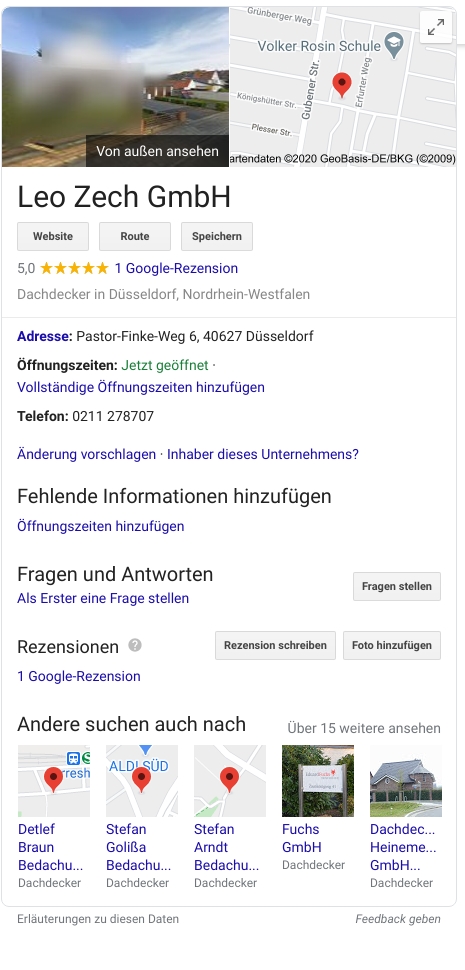 Grünberger Weg
Volker Rosin Schule
Gubener Str.
Erfurter Weg
Königshütter Str.
Plesser Str.
Von außen ansehen
artendaten ©2020 GeoBasis-DE/BKG (©2009)
Leo Zech GmbH
Website Route Speichern
5,0 ★★★★★ 1 Google-Rezension
Dachdecker in Düsseldorf, Nordrhein-Westfalen
Adresse: Pastor-Finke-Weg 6, 40627 Düsseldorf
Öffnungszeiten: Jetzt geöffnet ·
Vollständige Öffnungszeiten hinzufügen
Telefon: 0211 278707
Änderung vorschlagen · Inhaber dieses Unternehmens?
Fehlende Informationen hinzufügen
Öffnungszeiten hinzufügen
Fragen und Antworten
Fragen stellen
Als Erster eine Frage stellen
Rezensionen ? Rezension schreiben Foto hinzufügen
1 Google-Rezension
Andere suchen auch nach Über 15 weitere ansehen
rresh
ALDI SÜD
Detlef
Braun
Bedachu...
Dachdecker
Stefan
Golißa
Bedachu...
Dachdecker
Stefan
Arndt
Bedachu...
Dachdecker
Fuchs
GmbH
Dachdecker
Dachdec...
Heineme...
GmbH...
Dachdecker
Erläuterungen zu diesen Daten Feedback geben